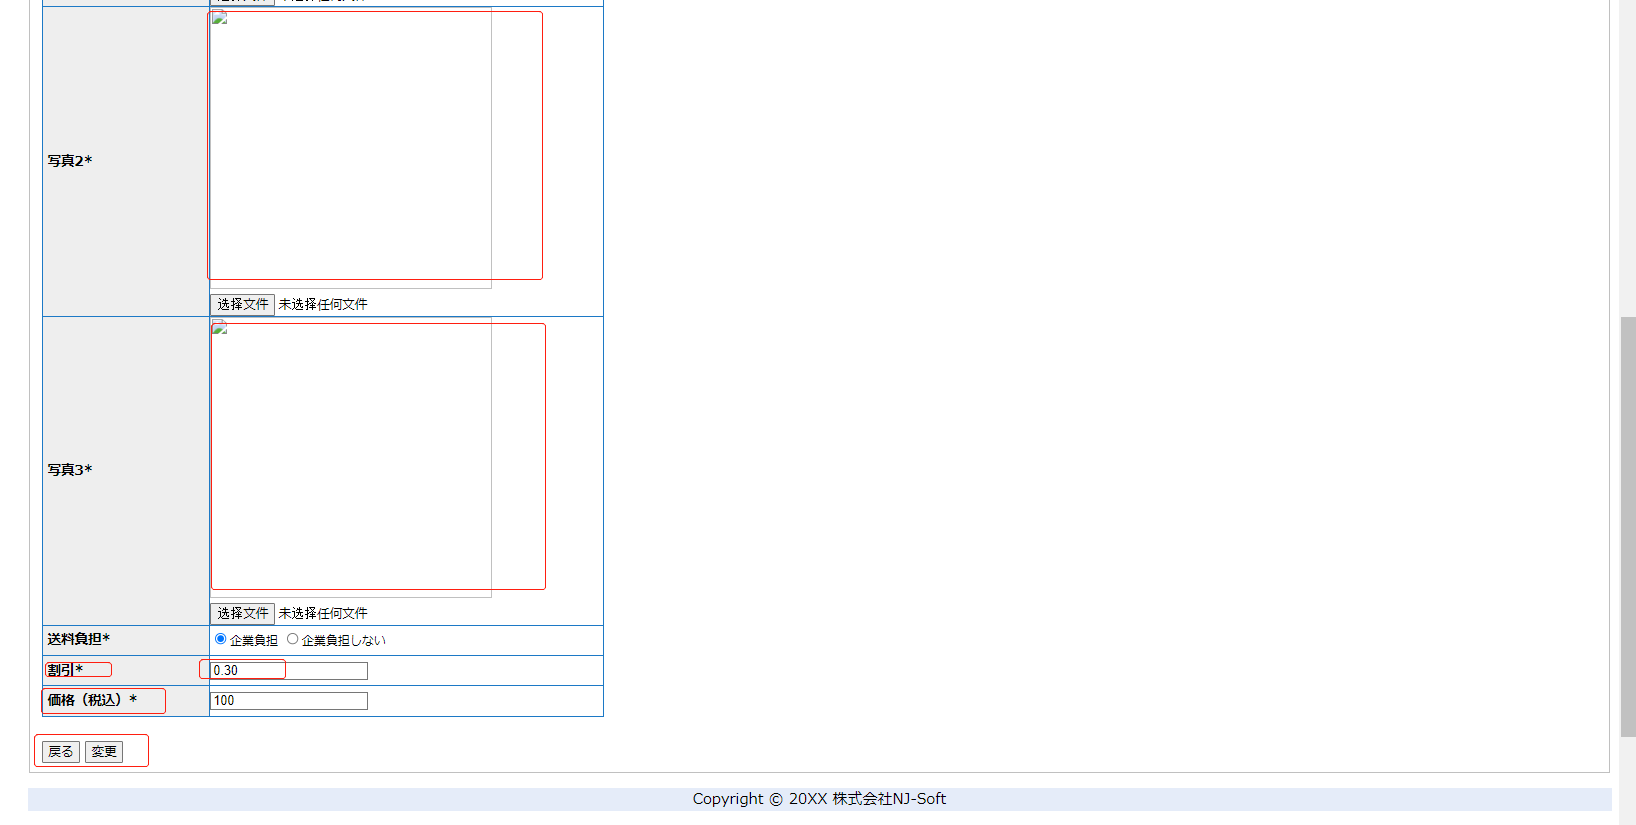 写真2*
选择文件 未选择任何文件
写真3*
选择文件 未选择任何文件
送料負担* 企業負担 企業負担しない
割引* 0.30
価格（税込）* 100
戻る 変更
Copyright © 20XX 株式会社NJ-Soft